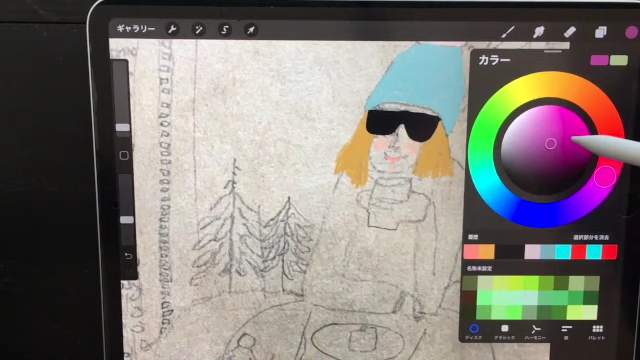 ギャラリー
カラー
履歴
選択部分を消去
名称未設定
ディスク
クラシック
ハーモニー
値
パレット